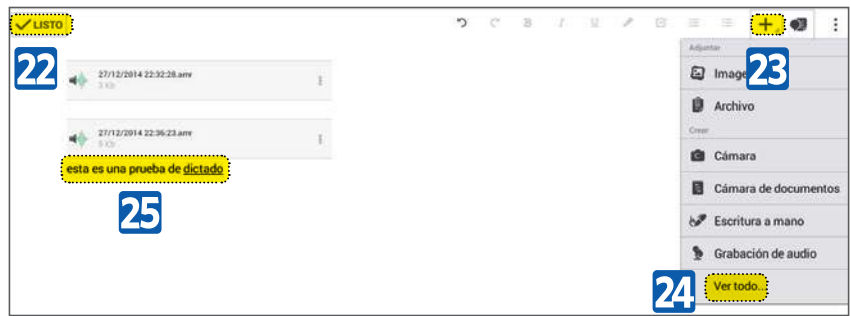 LISTO
B I U
22
23
27/12/2014 22:32:28.amr
3 Kb
27/12/2014 22:36:23.amr
5 Kb
esta es una prueba de dictado
25
Adjuntar
Image
Archivo
Crear
Cámara
Cámara de documentos
Escritura a mano
Grabación de audio
24
Ver todo...